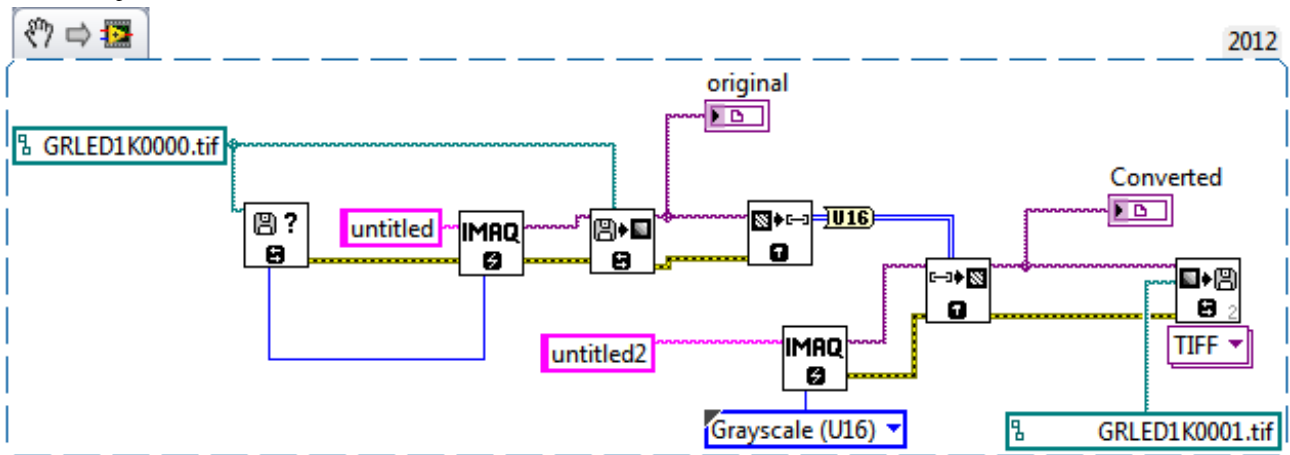 2012
original
GRLED1K0000.tif
Converted
?
untitled
IMAQ
U16
untitled2
IMAQ
2
TIFF
Grayscale (U16)
GRLED1K0001.tif